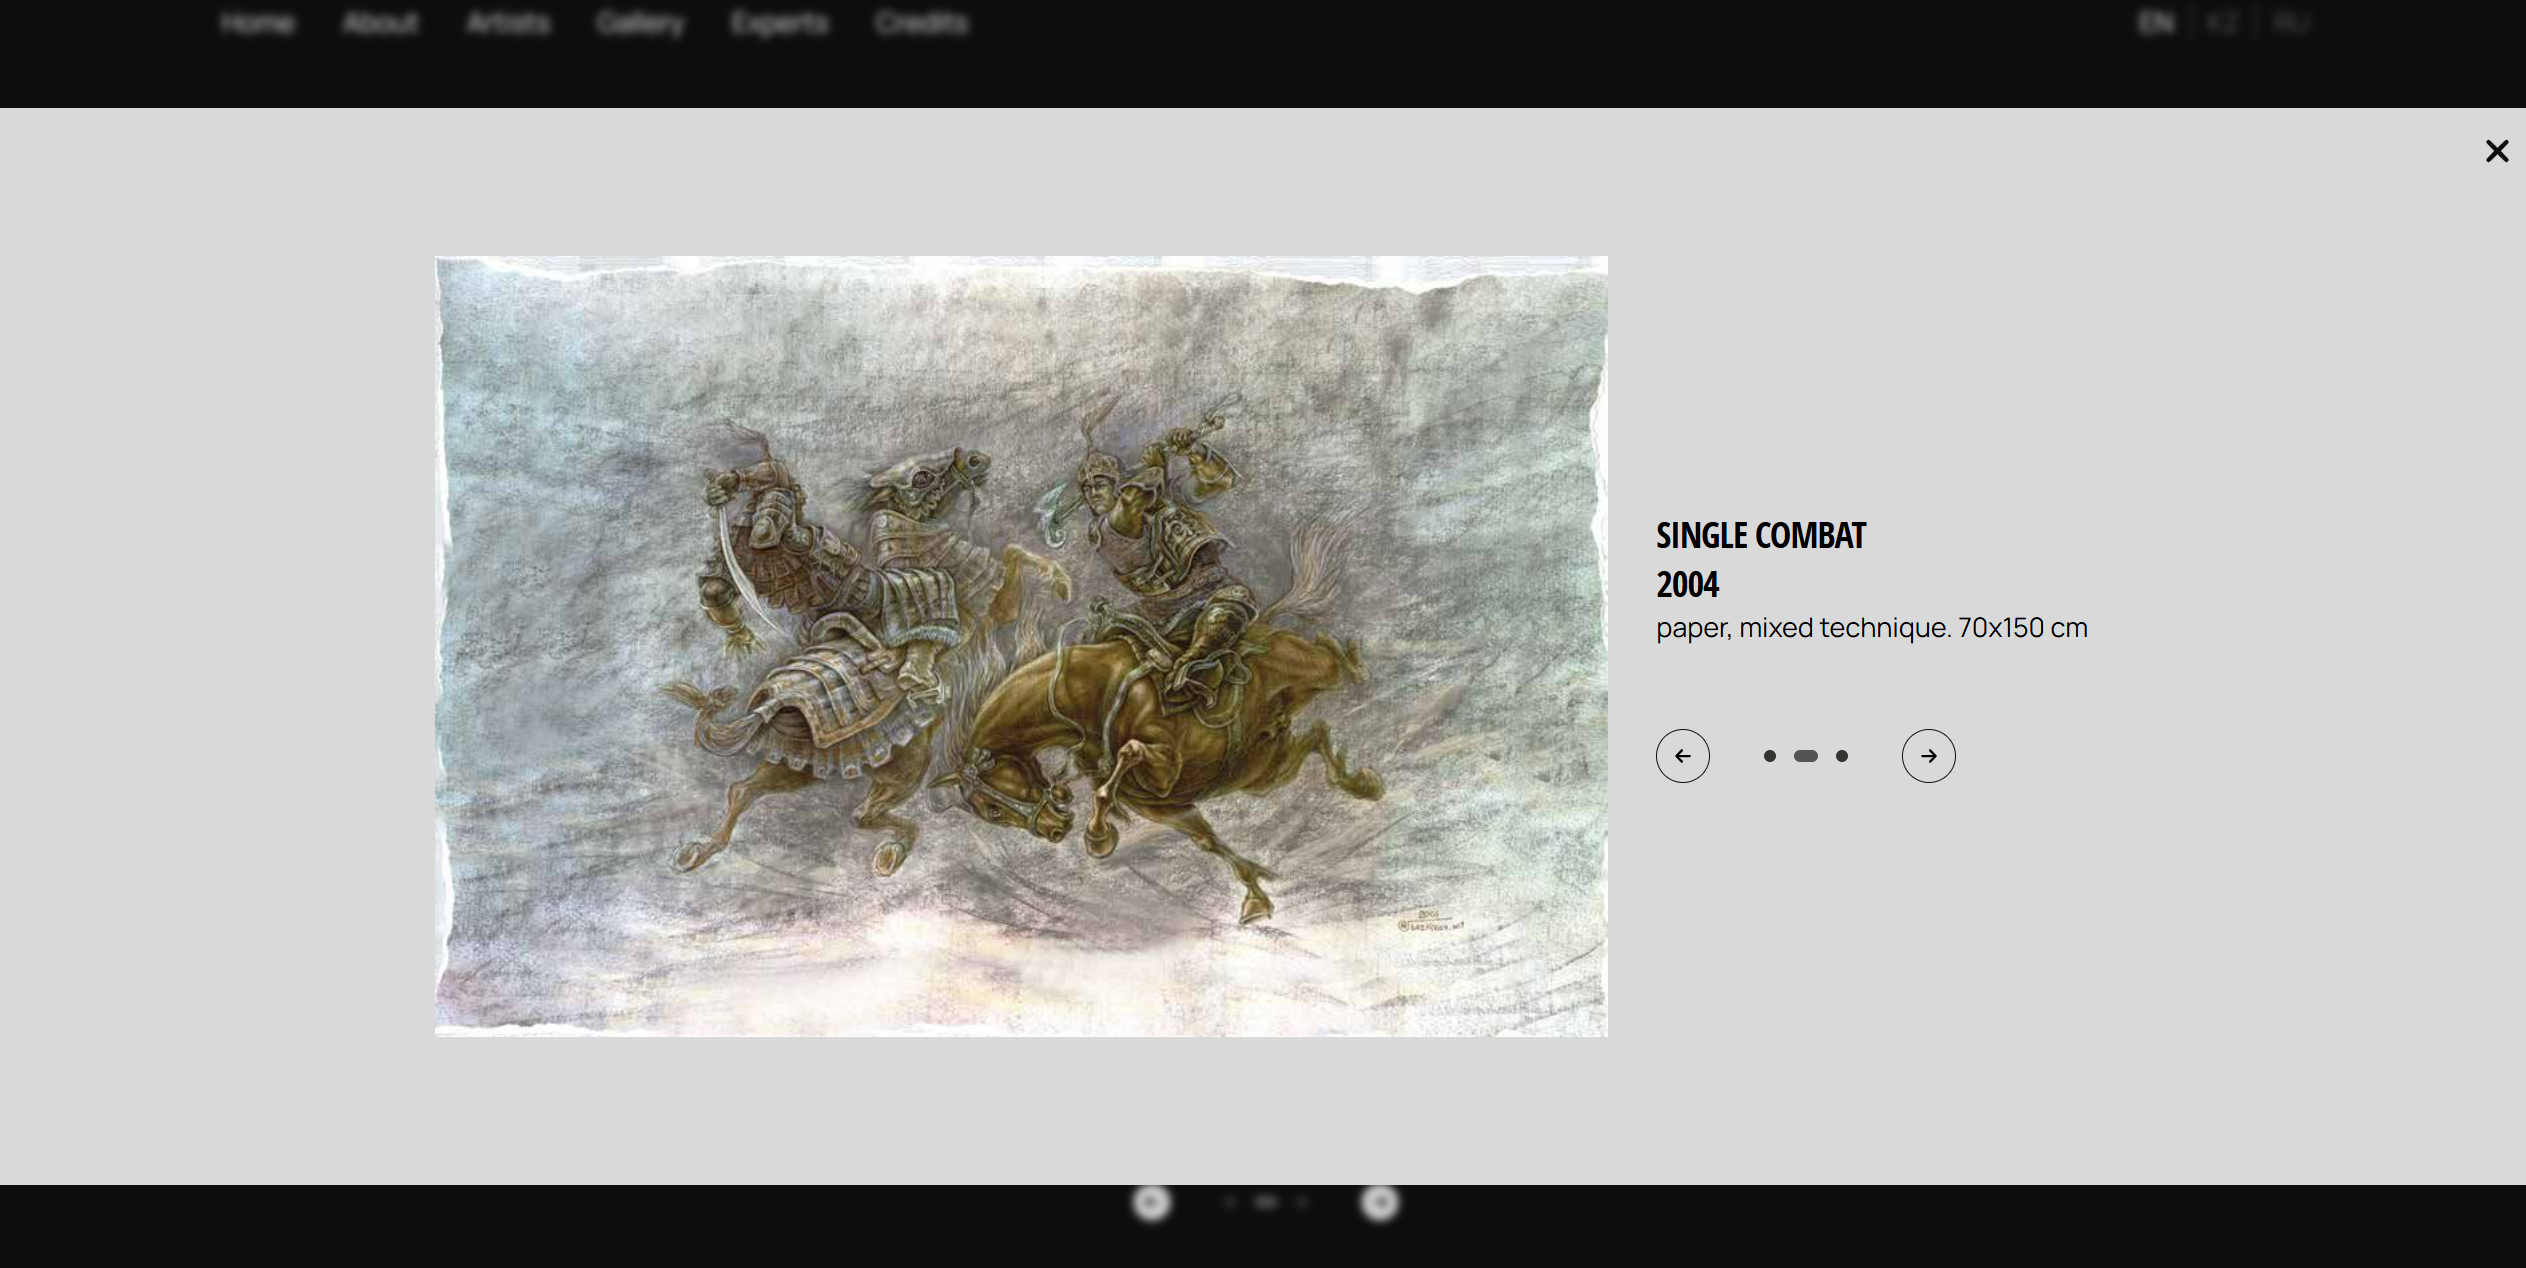 Home About Artists Gallery Experts Credits EN KZ RU
SINGLE COMBAT
2004
paper, mixed technique. 70x150 cm